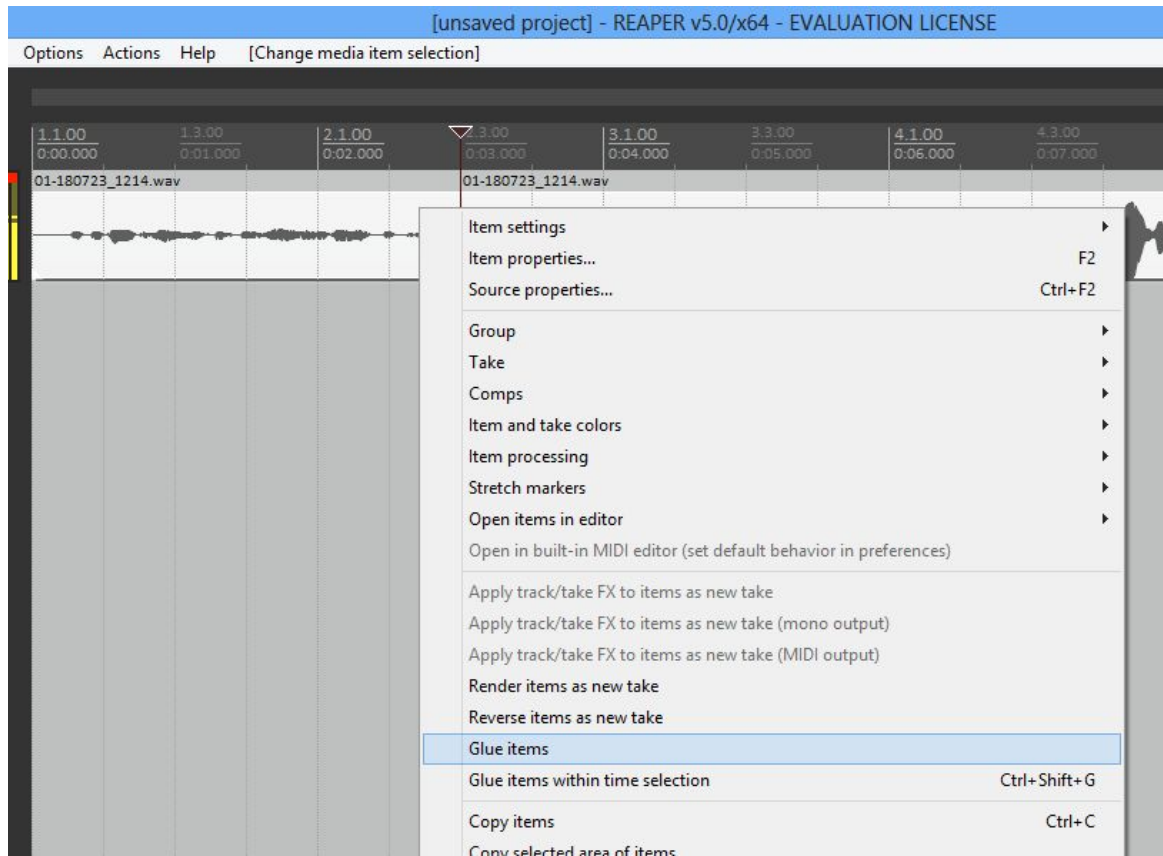 [unsaved project] - REAPER v5.0/x64 - EVALUATION LICENSE
Options Actions Help [Change media item selection]
1.1.00 1.3.00 2.1.00 2.3.00 3.1.00 3.3.00 4.1.00 4.3.00
0:00.000 0:01.000 0:02.000 0:03.000 0:04.000 0:05.000 0:06.000 0:07.000
01-180723_1214.wav 01-180723_1214.wav
Item settings
Item properties... F2
Source properties... Ctrl+F2
Group
Take
Comps
Item and take colors
Item processing
Stretch markers
Open items in editor
Open in built-in MIDI editor (set default behavior in preferences)
Apply track/take FX to items as new take
Apply track/take FX to items as new take (mono output)
Apply track/take FX to items as new take (MIDI output)
Render items as new take
Reverse items as new take
Glue items
Glue items within time selection Ctrl+Shift+G
Copy items Ctrl+C
Copy selected area of items